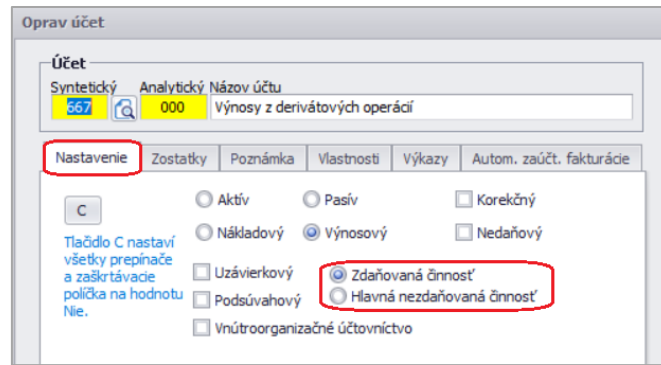 Oprav účet
Účet
Syntetický Analytický Názov účtu
667 000 Výnosy z derivátových operácií
Nastavenie Zostatky Poznámka Vlastnosti Výkazy Autom. zaúčt. fakturácie
C
Aktív Pasív Korekčný
Nákladový Výnosový Nedaňový
Tlačidlo C nastaví
všetky prepínače
a zaškrtávacie
políčka na hodnotu
Nie.
Uzávierkový Zdaňovaná činnosť
Podsúvahový Hlavná nezdaňovaná činnosť
Vnútroorganizačné účtovníctvo